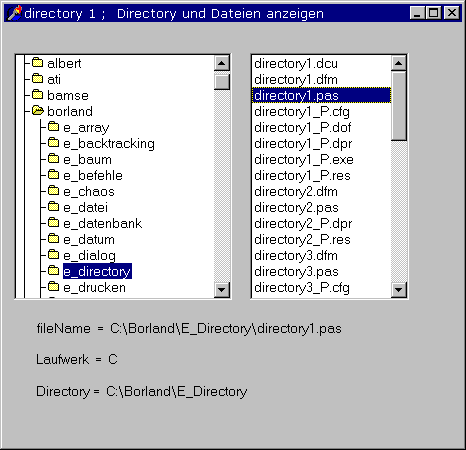 directory 1 ;  Directory und Dateien anzeigen
albert
ati
bamse
borland
e_array
e_backtracking
e_baum
e_befehle
e_chaos
e_datei
e_datenbank
e_datum
e_dialog
e_directory
e_drucken
directory1.dcu
directory1.dfm
directory1.pas
directory1_P.cfg
directory1_P.dof
directory1_P.dpr
directory1_P.exe
directory1_P.res
directory2.dfm
directory2.pas
directory2_P.dpr
directory2_P.res
directory3.dfm
directory3.pas
directory3_P.cfg
fileName = C:\Borland\E_Directory\directory1.pas
Laufwerk = C
Directory = C:\Borland\E_Directory